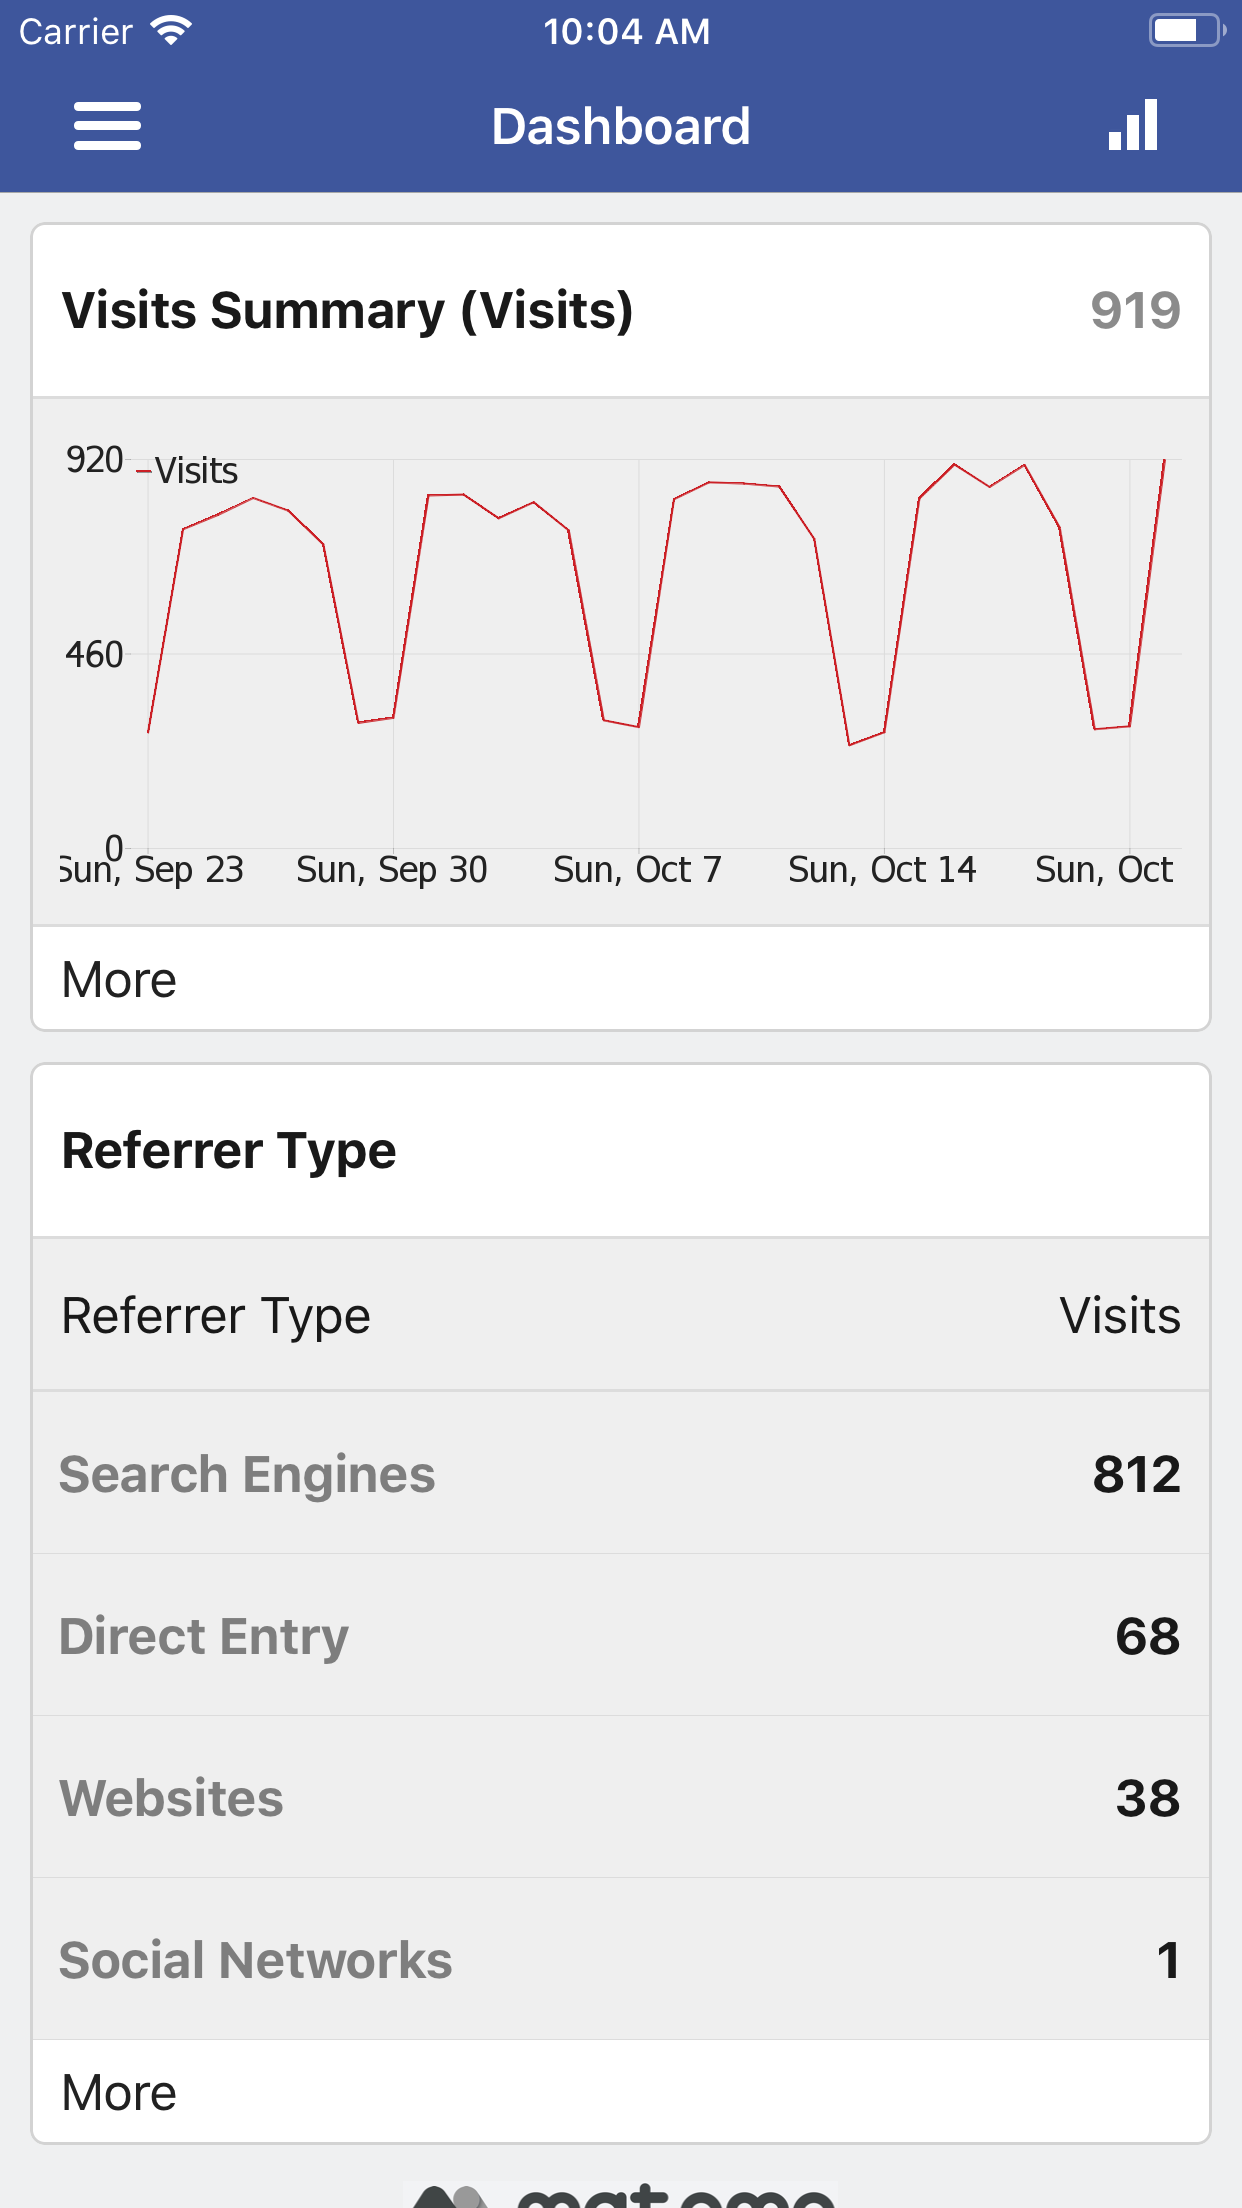 Carrier 10:04 AM
Dashboard
Visits Summary (Visits) 919
920
Visits
460
0
Sun, Sep 23 Sun, Sep 30 Sun, Oct 7 Sun, Oct 14 Sun, Oct
More
Referrer Type
Referrer Type Visits
Search Engines 812
Direct Entry 68
Websites 38
Social Networks 1
More
matomo